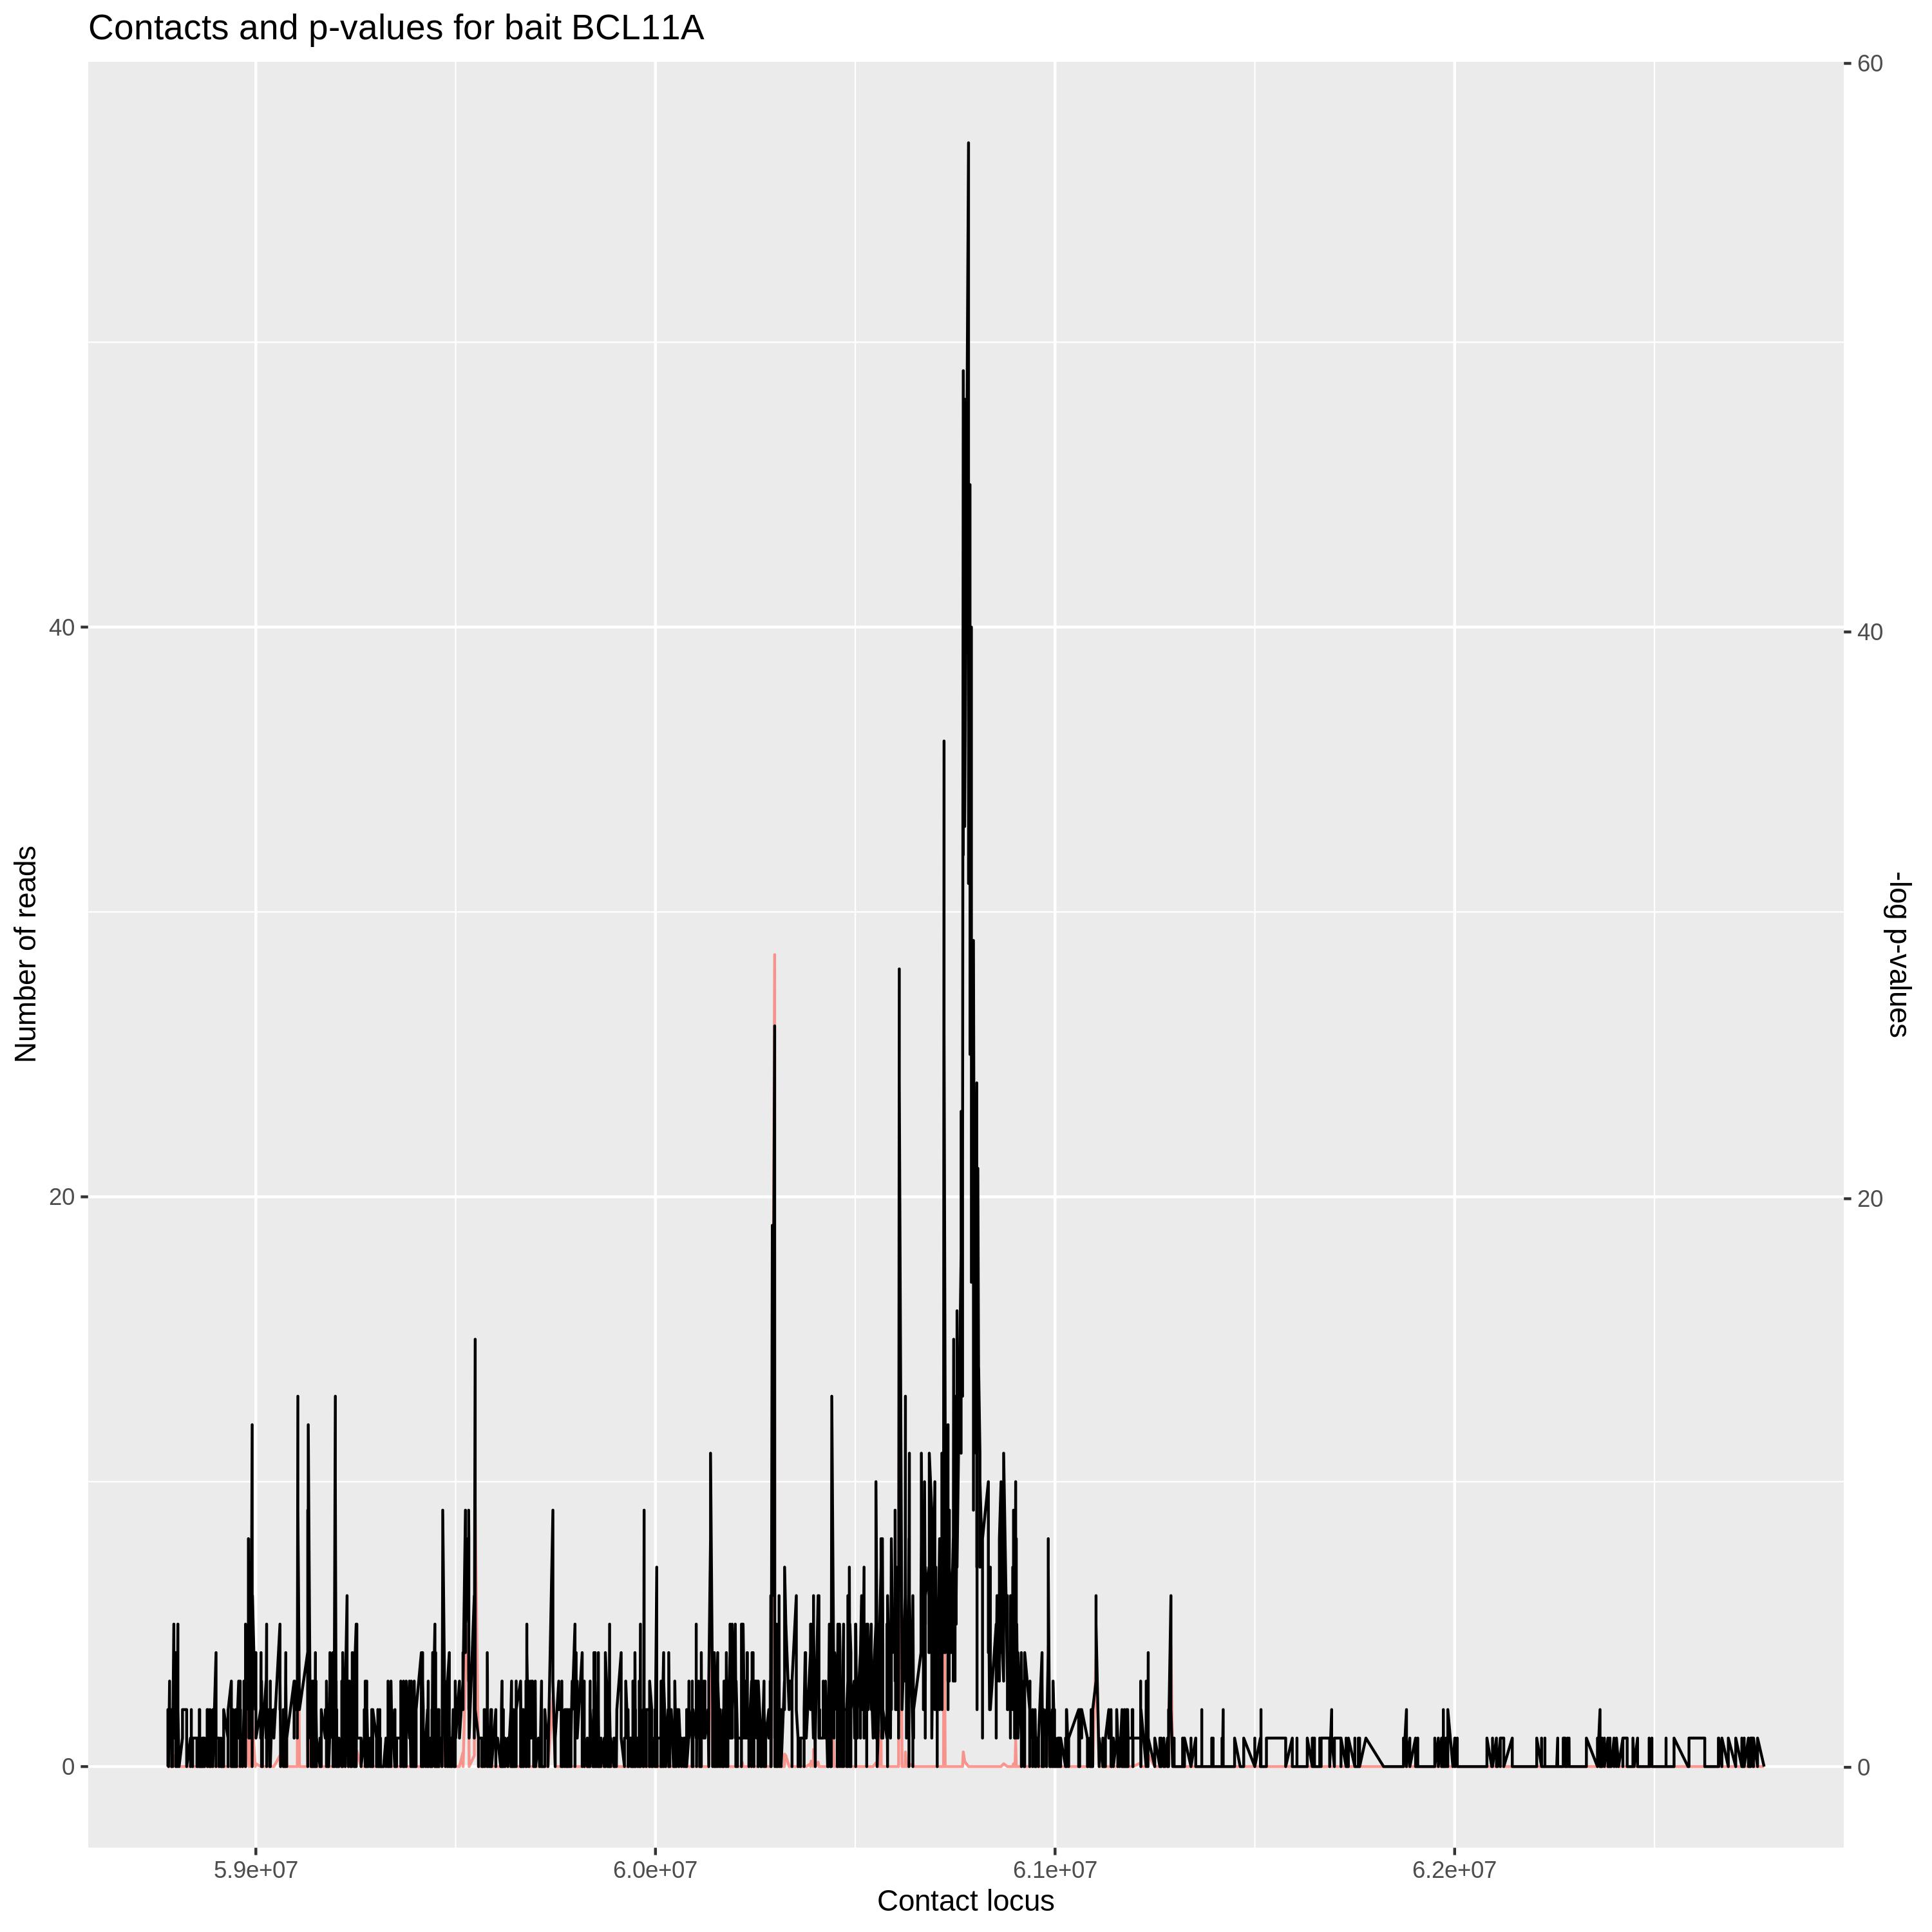 Contacts and p-values for bait BCL11A
60
40
40
20
20
0
0
Number of reads
-log p-values
5.9e+07
6.0e+07
6.1e+07
6.2e+07
Contact locus